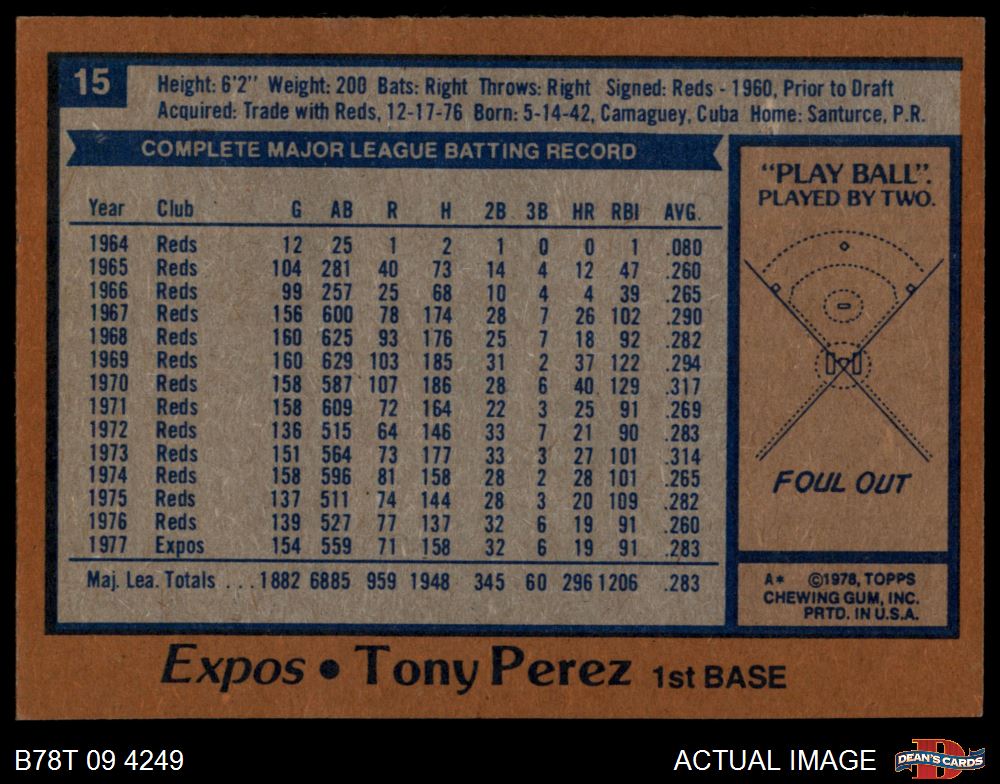 15
Height: 6'2" Weight: 200 Bats: Right Throws: Right Signed: Reds - 1960, Prior to Draft
Acquired: Trade with Reds, 12-17-76 Born: 5-14-42, Camaguey, Cuba Home: Santurce, P.R.
COMPLETE MAJOR LEAGUE BATTING RECORD
Year Club G AB R H 2B 3B HR RBI AVG.
1964 Reds 12 25 1 2 1 0 0 1 .080
1965 Reds 104 281 40 73 14 4 12 47 .260
1966 Reds 99 257 25 68 10 4 4 39 .265
1967 Reds 156 600 78 174 28 7 26 102 .290
1968 Reds 160 625 93 176 25 7 18 92 .282
1969 Reds 160 629 103 185 31 2 37 122 .294
1970 Reds 158 587 107 186 28 6 40 129 .317
1971 Reds 158 609 72 164 22 3 25 91 .269
1972 Reds 136 515 64 146 33 7 21 90 .283
1973 Reds 151 564 73 177 33 3 27 101 .314
1974 Reds 158 596 81 158 28 2 28 101 .265
1975 Reds 137 511 74 144 28 3 20 109 .282
1976 Reds 139 527 77 137 32 6 19 91 .260
1977 Expos 154 559 71 158 32 6 19 91 .283
Maj. Lea. Totals . . . 1882 6885 959 1948 345 60 296 1206 .283
"PLAY BALL".
PLAYED BY TWO.
FOUL OUT
A* ©1978, TOPPS
CHEWING GUM, INC.
PRTD. IN U.S.A.
Expos • Tony Perez 1st BASE
B78T 09 4249
ACTUAL IMAGE
D
DEAN'S CARDS